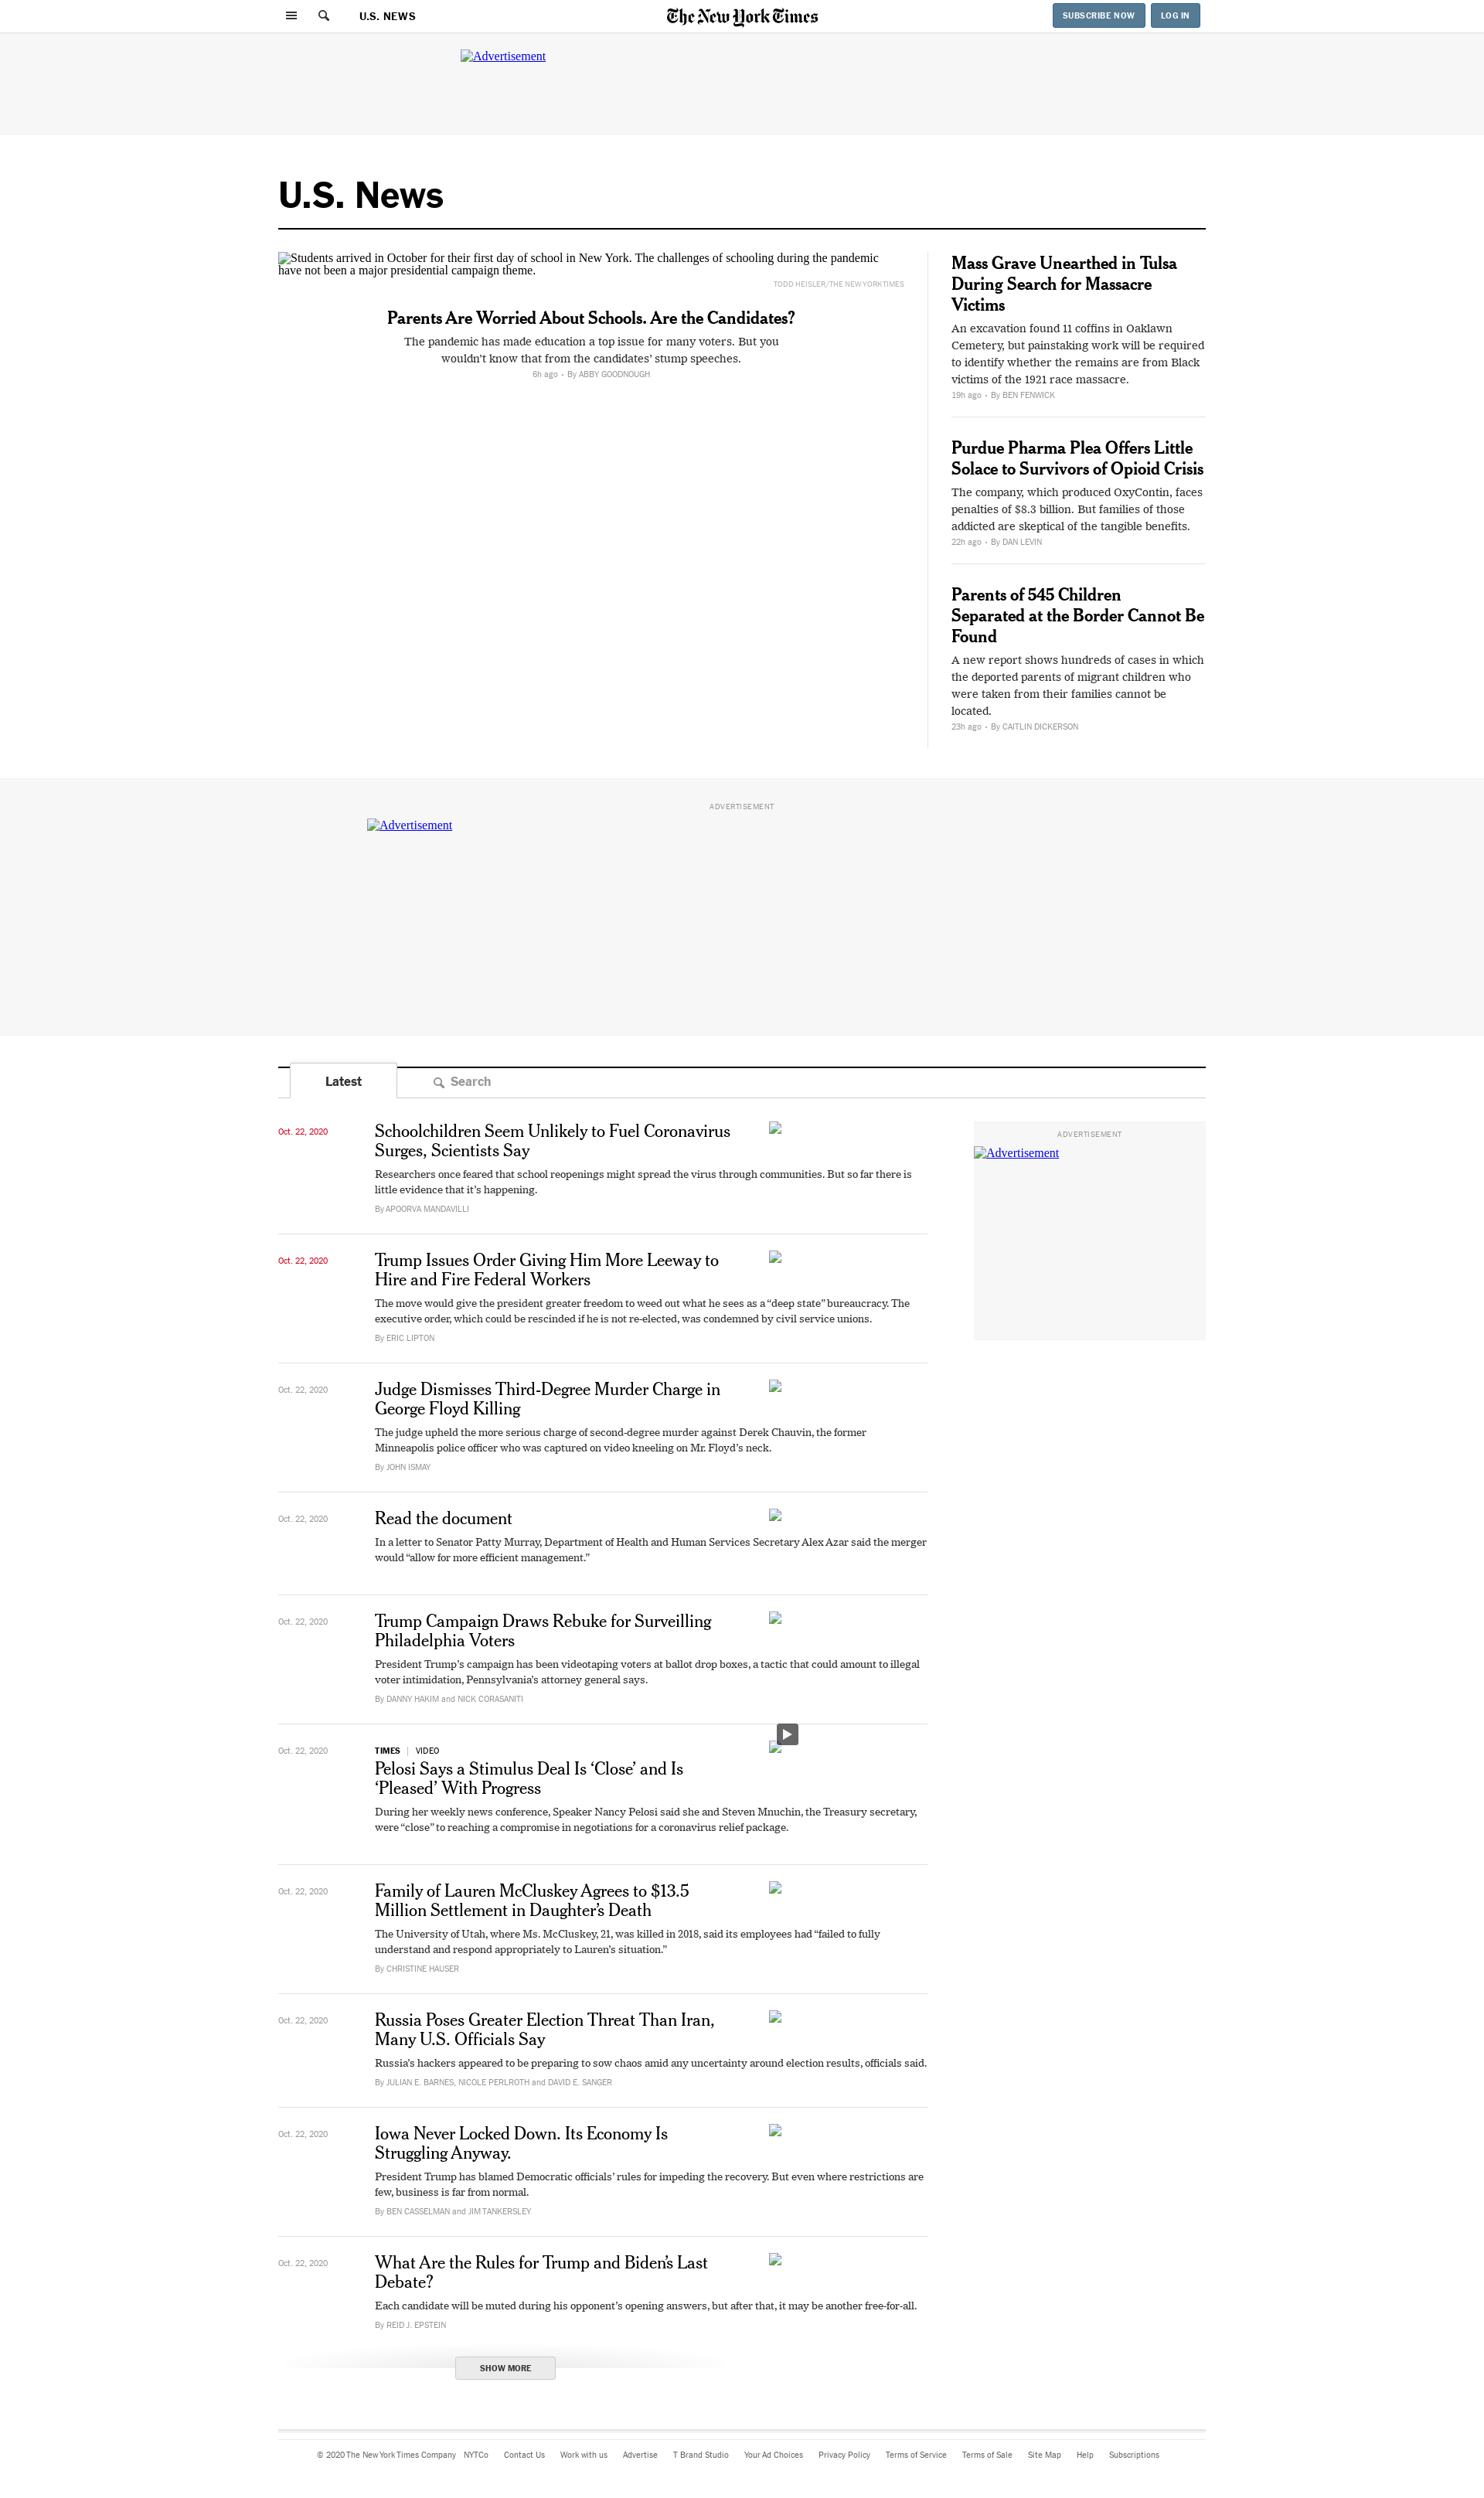 U.S. NEWS
The New York Times
SUBSCRIBE NOW
LOG IN
Advertisement
U.S. News
Students arrived in October for their first day of school in New York. The challenges of schooling during the pandemic
have not been a major presidential campaign theme.
TODD HEISLER/THE NEW YORK TIMES
Parents Are Worried About Schools. Are the Candidates?
The pandemic has made education a top issue for many voters. But you
wouldn't know that from the candidates' stump speeches.
6h ago • By ABBY GOODNOUGH
Mass Grave Unearthed in Tulsa
During Search for Massacre
Victims
An excavation found 11 coffins in Oaklawn
Cemetery, but painstaking work will be required
to identify whether the remains are from Black
victims of the 1921 race massacre.
19h ago • By BEN FENWICK
Purdue Pharma Plea Offers Little
Solace to Survivors of Opioid Crisis
The company, which produced OxyContin, faces
penalties of $8.3 billion. But families of those
addicted are skeptical of the tangible benefits.
22h ago • By DAN LEVIN
Parents of 545 Children
Separated at the Border Cannot Be
Found
A new report shows hundreds of cases in which
the deported parents of migrant children who
were taken from their families cannot be
located.
23h ago • By CAITLIN DICKERSON
ADVERTISEMENT
Advertisement
Latest
Search
Oct. 22, 2020
Schoolchildren Seem Unlikely to Fuel Coronavirus
Surges, Scientists Say
Researchers once feared that school reopenings might spread the virus through communities. But so far there is
little evidence that it's happening.
By APOORVA MANDAVILLI
ADVERTISEMENT
Advertisement
Oct. 22, 2020
Trump Issues Order Giving Him More Leeway to
Hire and Fire Federal Workers
The move would give the president greater freedom to weed out what he sees as a “deep state” bureaucracy. The
executive order, which could be rescinded if he is not re-elected, was condemned by civil service unions.
By ERIC LIPTON
Oct. 22, 2020
Judge Dismisses Third-Degree Murder Charge in
George Floyd Killing
The judge upheld the more serious charge of second-degree murder against Derek Chauvin, the former
Minneapolis police officer who was captured on video kneeling on Mr. Floyd’s neck.
By JOHN ISMAY
Oct. 22, 2020
Read the document
In a letter to Senator Patty Murray, Department of Health and Human Services Secretary Alex Azar said the merger
would “allow for more efficient management.”
Oct. 22, 2020
Trump Campaign Draws Rebuke for Surveilling
Philadelphia Voters
President Trump’s campaign has been videotaping voters at ballot drop boxes, a tactic that could amount to illegal
voter intimidation, Pennsylvania’s attorney general says.
By DANNY HAKIM and NICK CORASANITI
Oct. 22, 2020
TIMES | VIDEO
Pelosi Says a Stimulus Deal Is ‘Close’ and Is
‘Pleased’ With Progress
During her weekly news conference, Speaker Nancy Pelosi said she and Steven Mnuchin, the Treasury secretary,
were “close” to reaching a compromise in negotiations for a coronavirus relief package.
Oct. 22, 2020
Family of Lauren McCluskey Agrees to $13.5
Million Settlement in Daughter’s Death
The University of Utah, where Ms. McCluskey, 21, was killed in 2018, said its employees had “failed to fully
understand and respond appropriately to Lauren’s situation.”
By CHRISTINE HAUSER
Oct. 22, 2020
Russia Poses Greater Election Threat Than Iran,
Many U.S. Officials Say
Russia’s hackers appeared to be preparing to sow chaos amid any uncertainty around election results, officials said.
By JULIAN E. BARNES, NICOLE PERLROTH and DAVID E. SANGER
Oct. 22, 2020
Iowa Never Locked Down. Its Economy Is
Struggling Anyway.
President Trump has blamed Democratic officials’ rules for impeding the recovery. But even where restrictions are
few, business is far from normal.
By BEN CASSELMAN and JIM TANKERSLEY
Oct. 22, 2020
What Are the Rules for Trump and Biden’s Last
Debate?
Each candidate will be muted during his opponent’s opening answers, but after that, it may be another free-for-all.
By REID J. EPSTEIN
SHOW MORE
© 2020 The New York Times Company NYTCo Contact Us Work with us Advertise T Brand Studio Your Ad Choices Privacy Policy Terms of Service Terms of Sale Site Map Help Subscriptions